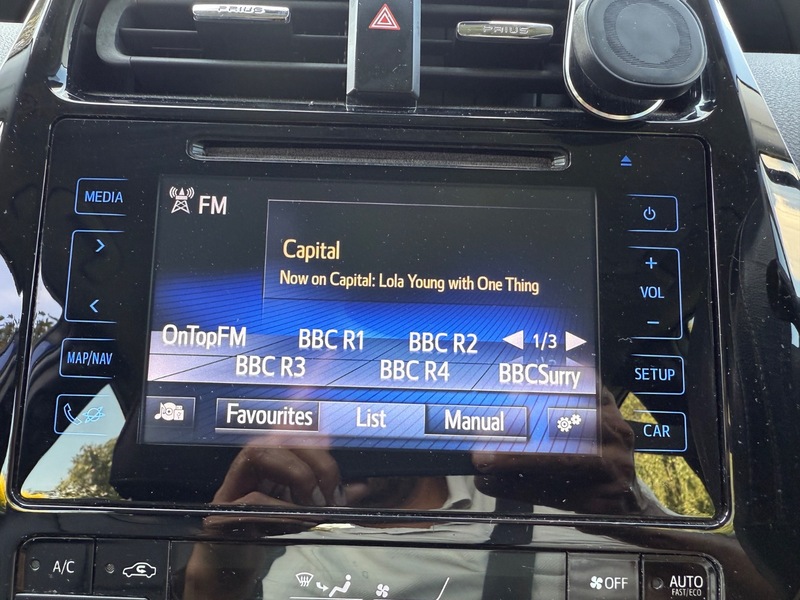 PRIUS
PRIUS
MEDIA
FM
Capital
Now on Capital: Lola Young with One Thing
VOL
OnTopFM BBC R1 BBC R2 1/3
MAP/NAV
BBC R3 BBC R4 BBCSurry
SETUP
Favourites List Manual
CAR
A/C
OFF
AUTO
FAST/ECO